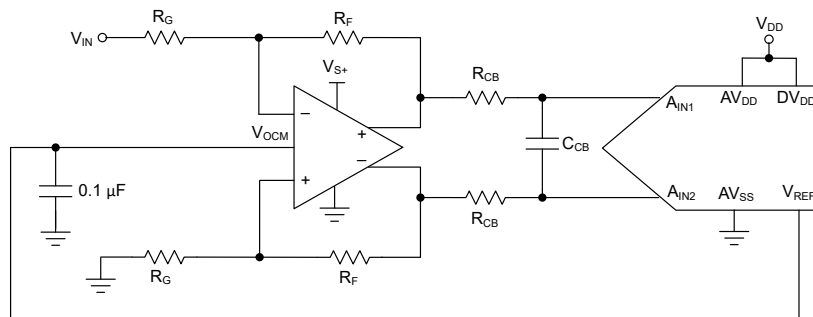 R_G
R_F
V_DD
V_IN
V_S+
R_CB
A_IN1
AV_DD
DV_DD
−
V_OCM
+
−
C_CB
0.1 µF
+
A_IN2
AV_SS
V_REF
R_CB
R_G
R_F